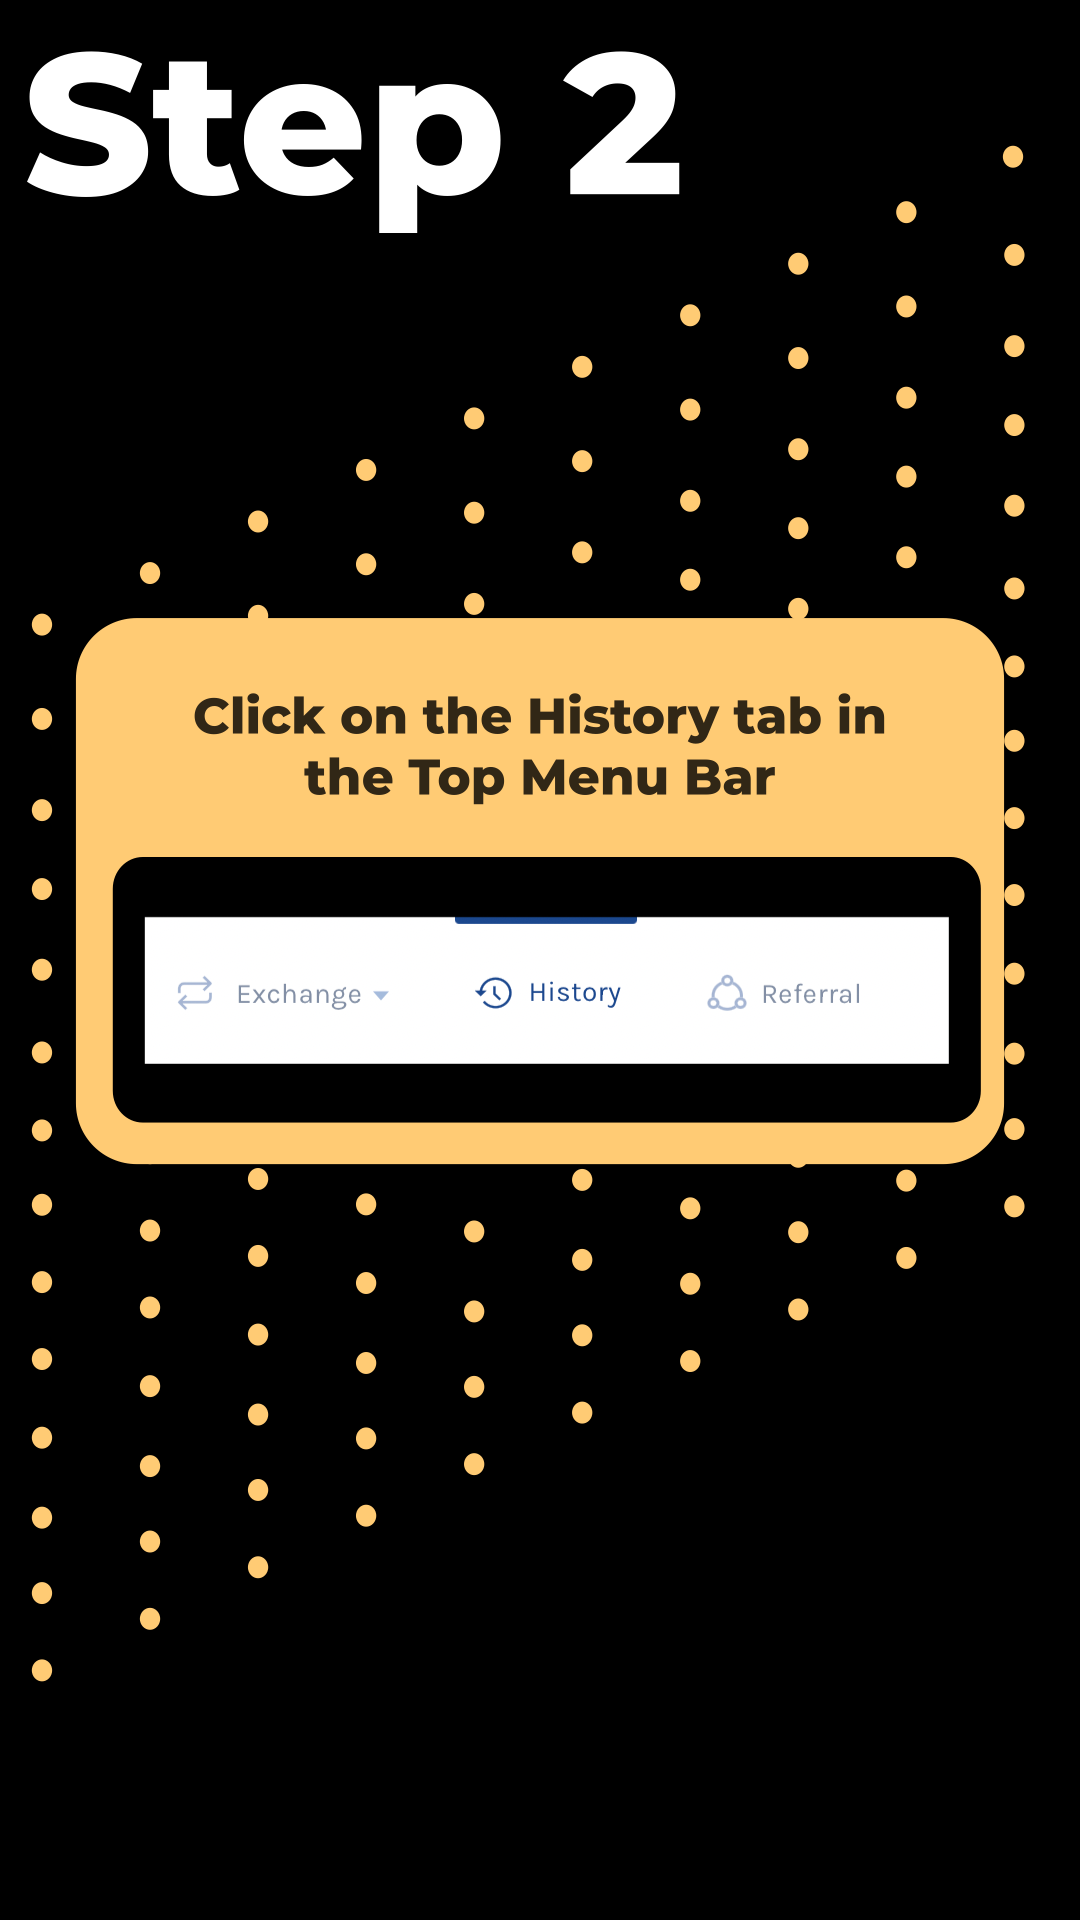 Step 2
Click on the History tab in
the Top Menu Bar
Exchange History Referral